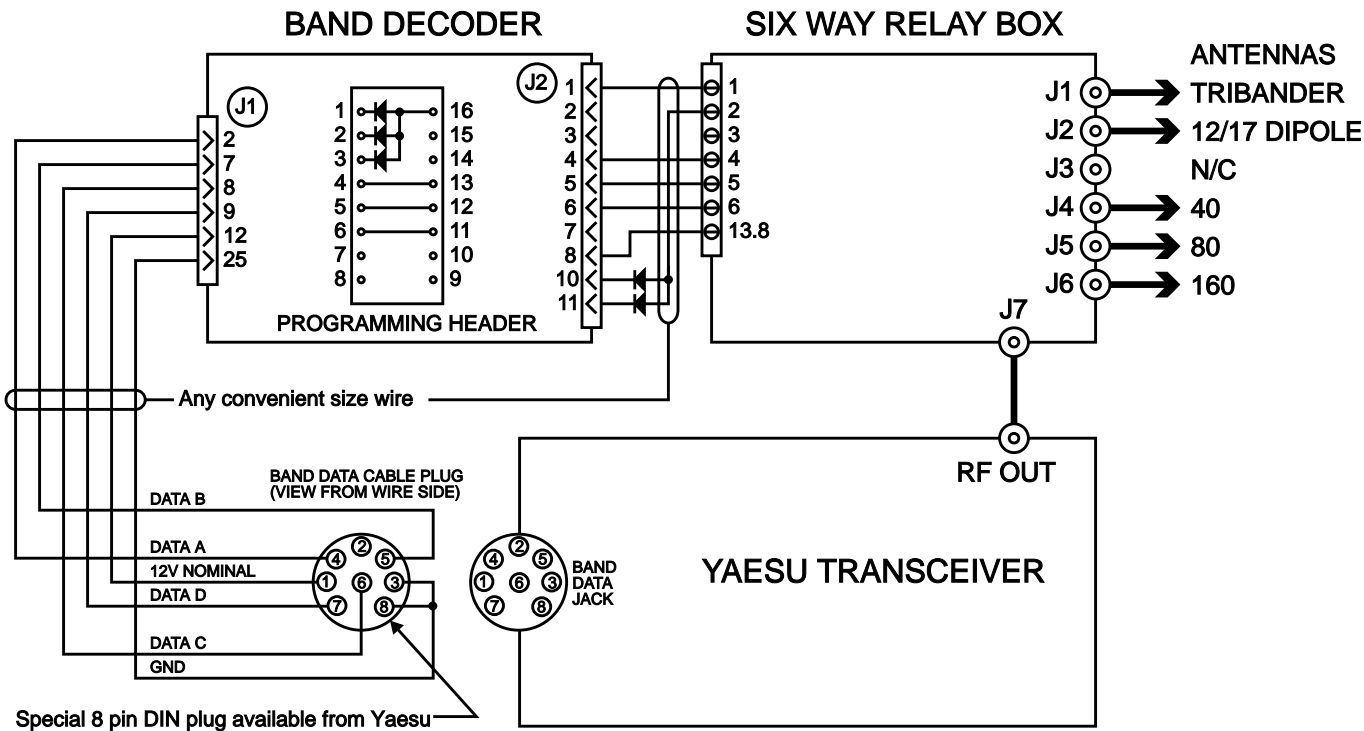 BAND DECODER
SIX WAY RELAY BOX
ANTENNAS
J1
J2
2
7
8
9
12
25
1 16
2 15
3 14
4 13
5 12
6 11
7 10
8 9
PROGRAMMING HEADER
1
2
3
4
5
6
7
8
10
11
1
2
3
4
5
6
13.8
J1 TRIBANDER
J2 12/17 DIPOLE
J3 N/C
J4 40
J5 80
J6 160
J7
Any convenient size wire
RF OUT
BAND DATA CABLE PLUG
(VIEW FROM WIRE SIDE)
DATA B
DATA A
12V NOMINAL
DATA D
DATA C
GND
2
4 5
1 6 3
7 8
2
4 5
1 6 3
7 8
BAND
DATA
JACK
YAESU TRANSCEIVER
Special 8 pin DIN plug available from Yaesu